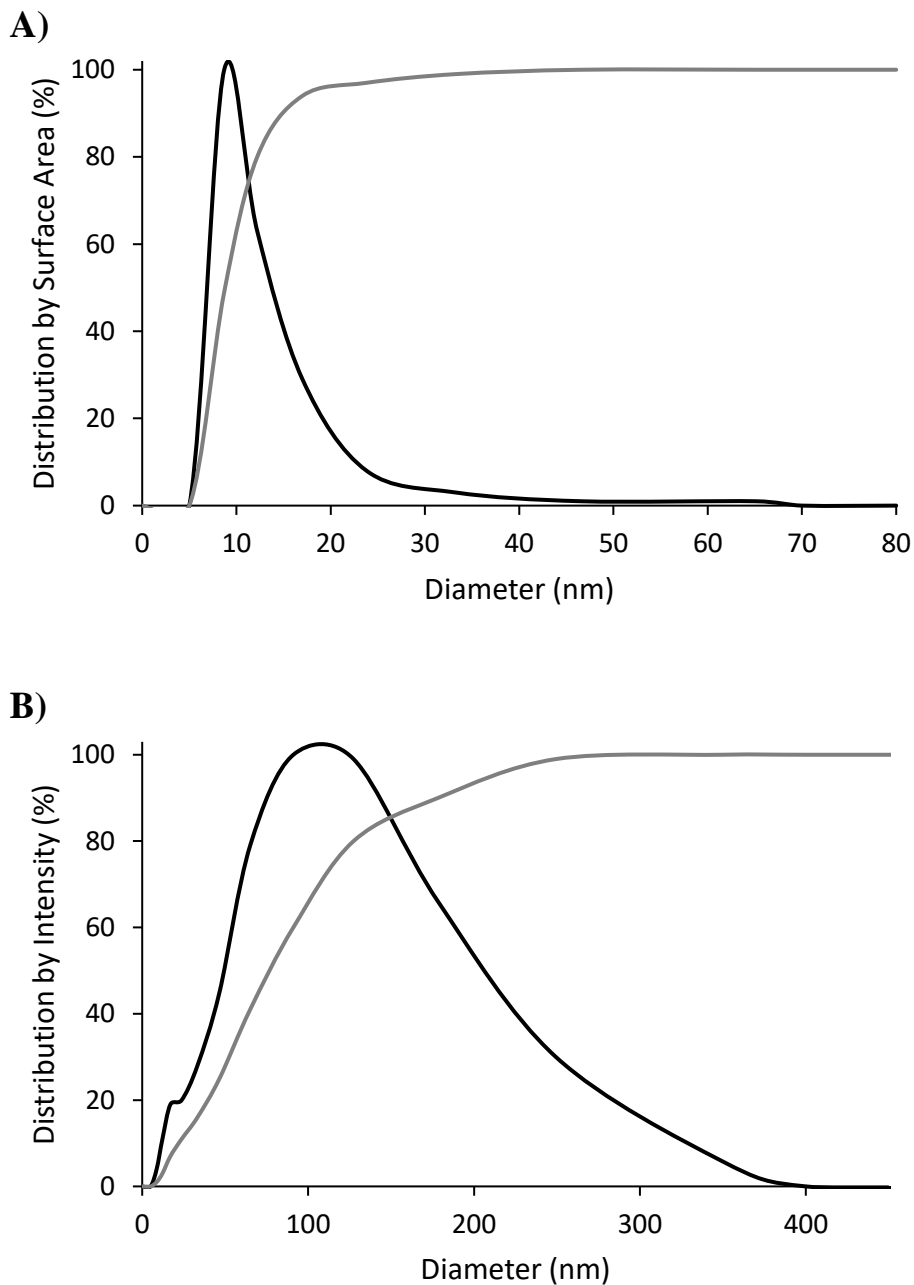 A)
Distribution by Surface Area (%)
100
80
60
40
20
0
0 10 20 30 40 50 60 70 80
Diameter (nm)
B)
Distribution by Intensity (%)
100
80
60
40
20
0
0 100 200 300 400
Diameter (nm)